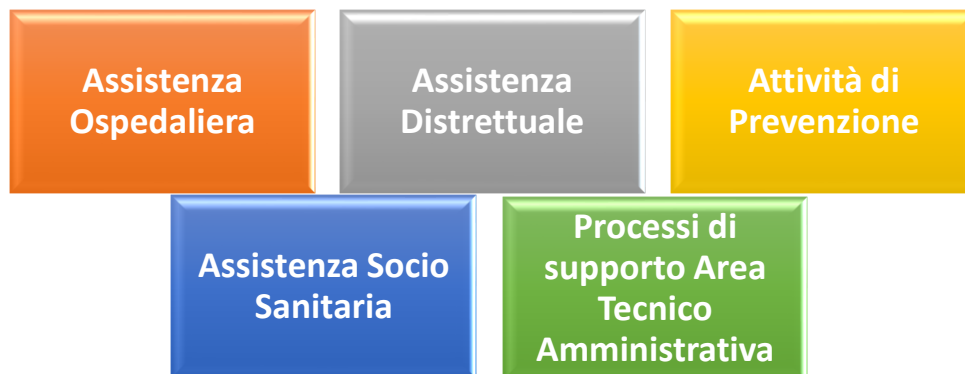 Assistenza
Ospedaliera
Assistenza
Distrettuale
Attività di
Prevenzione
Assistenza Socio
Sanitaria
Processi di
supporto Area
Tecnico
Amministrativa